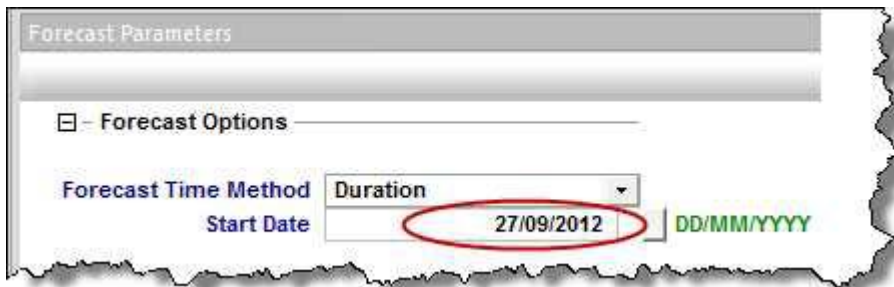 Forecast Parameters
Forecast Options
Forecast Time Method Duration
Start Date 27/09/2012 DD/MM/YYYY